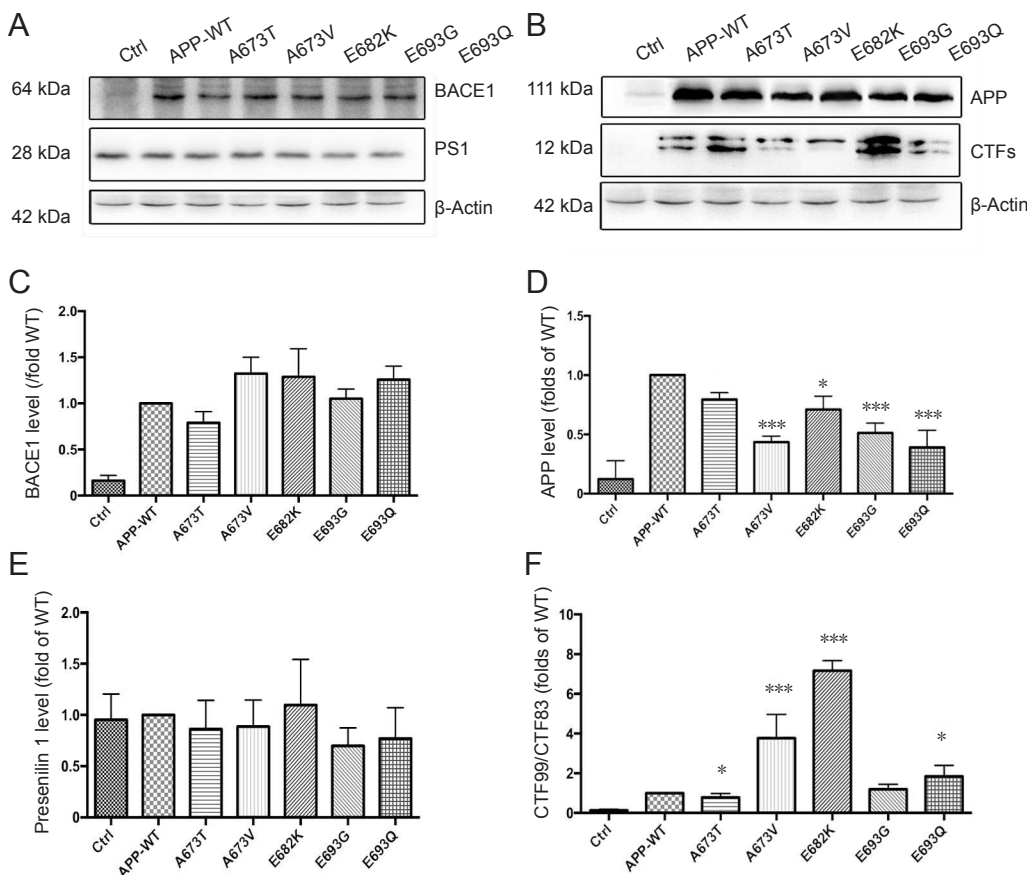 A
Ctrl APP-WT A673T A673V E682K E693G E693Q
64 kDa BACE1
28 kDa PS1
42 kDa β-Actin
B
Ctrl APP-WT A673T A673V E682K E693G E693Q
111 kDa APP
12 kDa CTFs
42 kDa β-Actin
C
BACE1 level (/fold WT)
2.0
1.5
1.0
0.5
0
Ctrl APP-WT A673T A673V E682K E693G E693Q
D
APP level (folds of WT)
1.5
1.0
0.5
0
*** * *** ***
Ctrl APP-WT A673T A673V E682K E693G E693Q
E
Presenilin 1 level (fold of WT)
2.0
1.5
1.0
0.5
0
Ctrl APP-WT A673T A673V E682K E693G E693Q
F
CTF99/CTF83 (folds of WT)
10
8
6
4
2
0
* *** *** *
Ctrl APP-WT A673T A673V E682K E693G E693Q